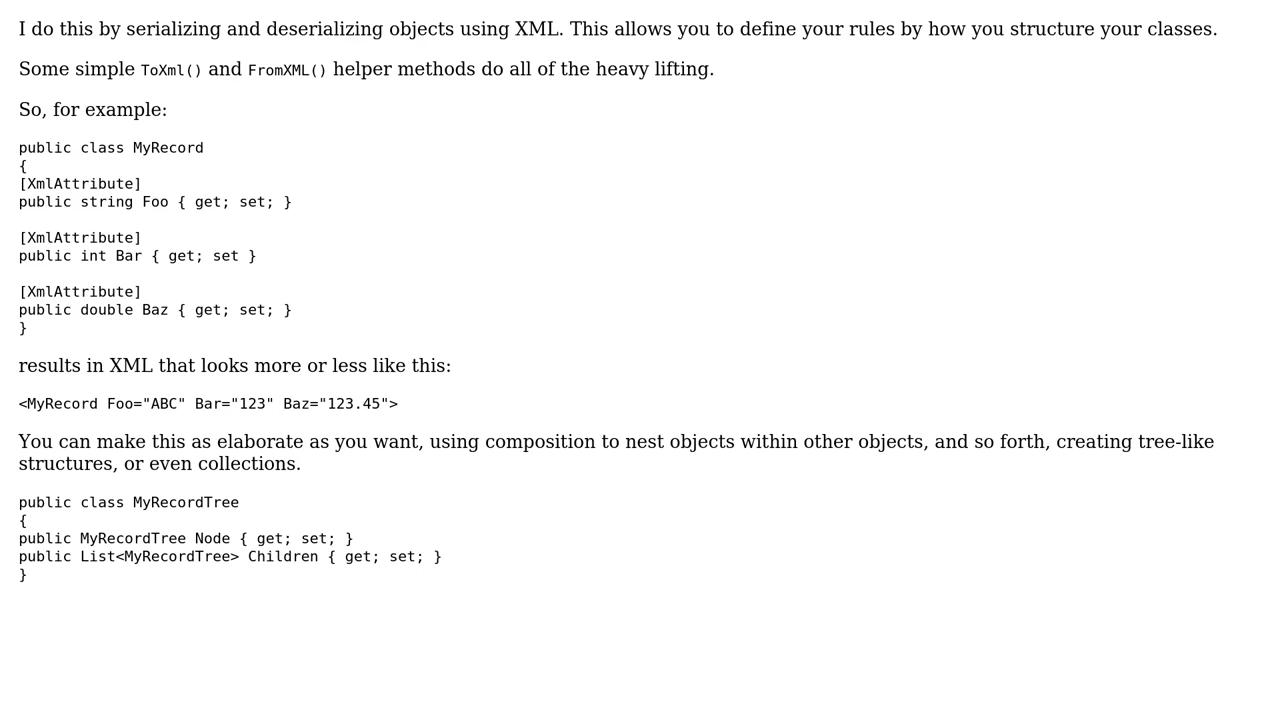 I do this by serializing and deserializing objects using XML. This allows you to define your rules by how you structure your classes.
Some simple ToXml() and FromXML() helper methods do all of the heavy lifting.
So, for example:
public class MyRecord
{
[XmlAttribute]
public string Foo { get; set; }
[XmlAttribute]
public int Bar { get; set }
[XmlAttribute]
public double Baz { get; set; }
}
results in XML that looks more or less like this:
<MyRecord Foo="ABC" Bar="123" Baz="123.45">
You can make this as elaborate as you want, using composition to nest objects within other objects, and so forth, creating tree-like
structures, or even collections.
public class MyRecordTree
{
public MyRecordTree Node { get; set; }
public List<MyRecordTree> Children { get; set; }
}